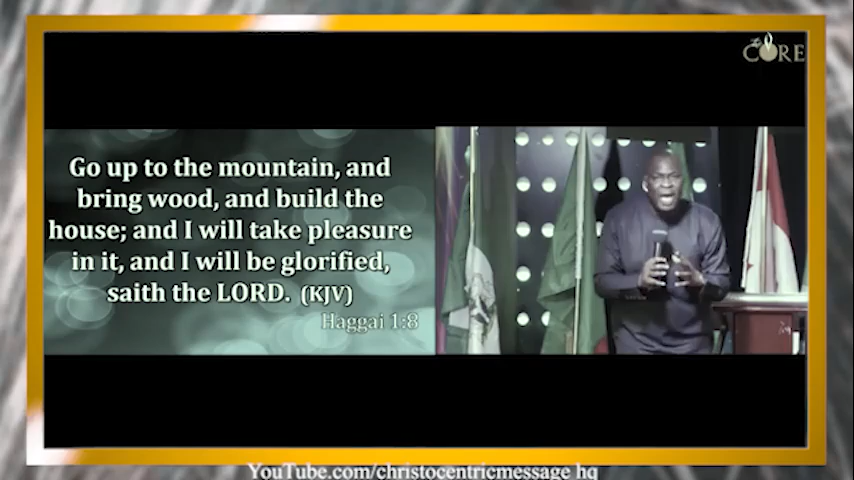 The CORE
Go up to the mountain, and
bring wood, and build the
house; and I will take pleasure
in it, and I will be glorified,
saith the LORD. (KJV)
Haggai 1:8
YouTube.com/christocentricmessage hq